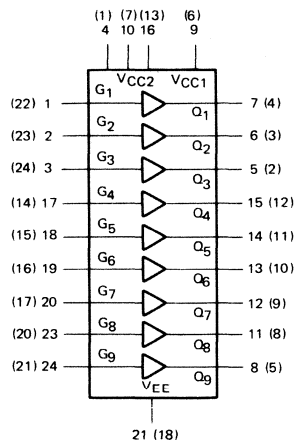 (1) (7) (13) (6)
4 10 16 9
VCC2 VCC1
(22) 1 G1 Q1 7 (4)
(23) 2 G2 Q2 6 (3)
(24) 3 G3 Q3 5 (2)
(14) 17 G4 Q4 15 (12)
(15) 18 G5 Q5 14 (11)
(16) 19 G6 Q6 13 (10)
(17) 20 G7 Q7 12 (9)
(20) 23 G8 Q8 11 (8)
(21) 24 G9 Q9 8 (5)
VEE
21 (18)